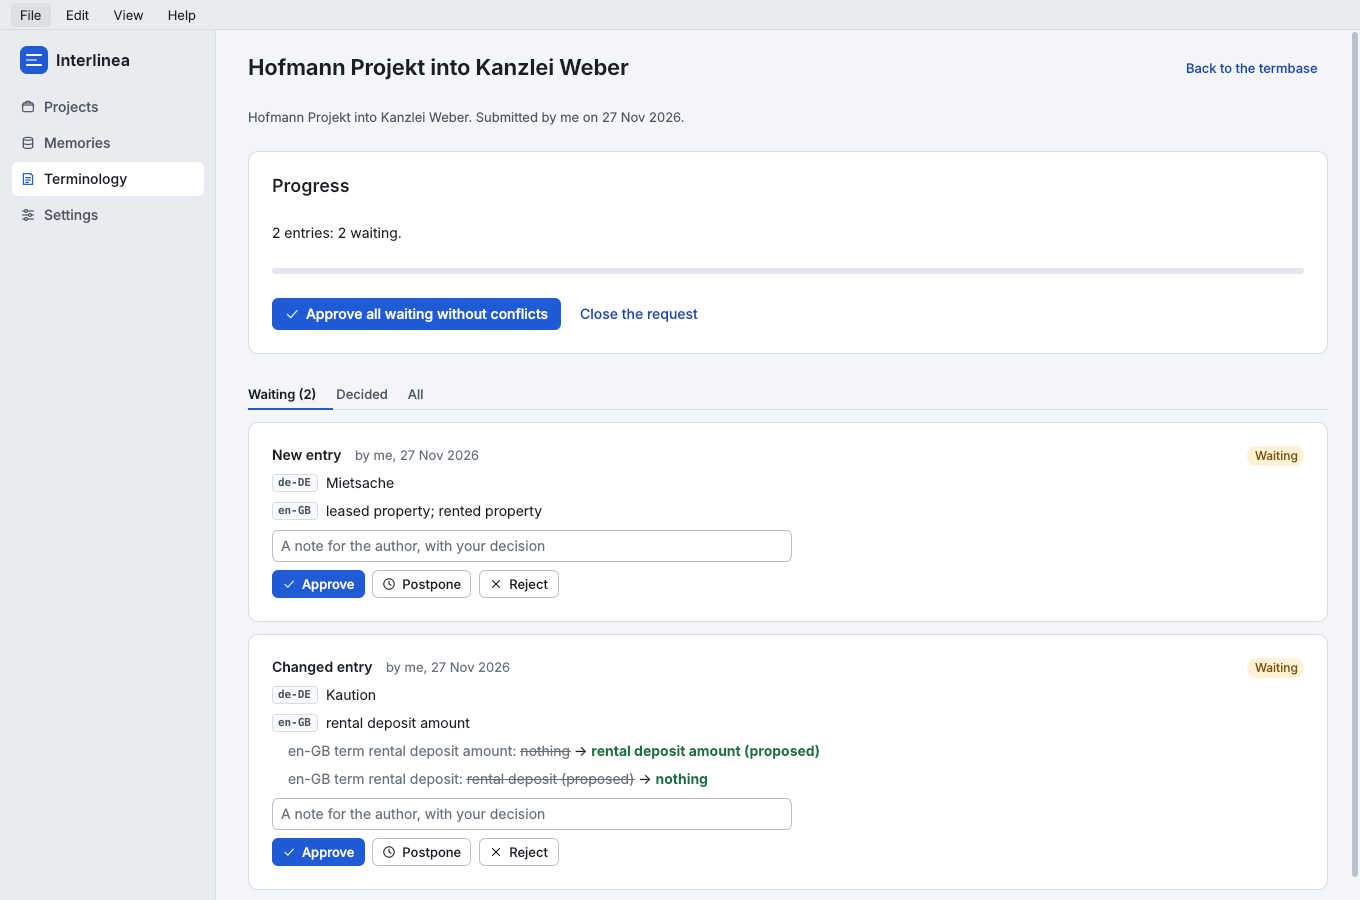 File Edit View Help
Interlinea
Projects
Memories
Terminology
Settings
Hofmann Projekt into Kanzlei Weber
Back to the termbase
Hofmann Projekt into Kanzlei Weber. Submitted by me on 27 Nov 2026.
Progress
2 entries: 2 waiting.
Approve all waiting without conflicts Close the request
Waiting (2) Decided All
New entry by me, 27 Nov 2026 Waiting
de-DE Mietsache
en-GB leased property; rented property
A note for the author, with your decision
Approve Postpone Reject
Changed entry by me, 27 Nov 2026 Waiting
de-DE Kaution
en-GB rental deposit amount
en-GB term rental deposit amount: nothing → rental deposit amount (proposed)
en-GB term rental deposit: rental deposit (proposed) → nothing
A note for the author, with your decision
Approve Postpone Reject